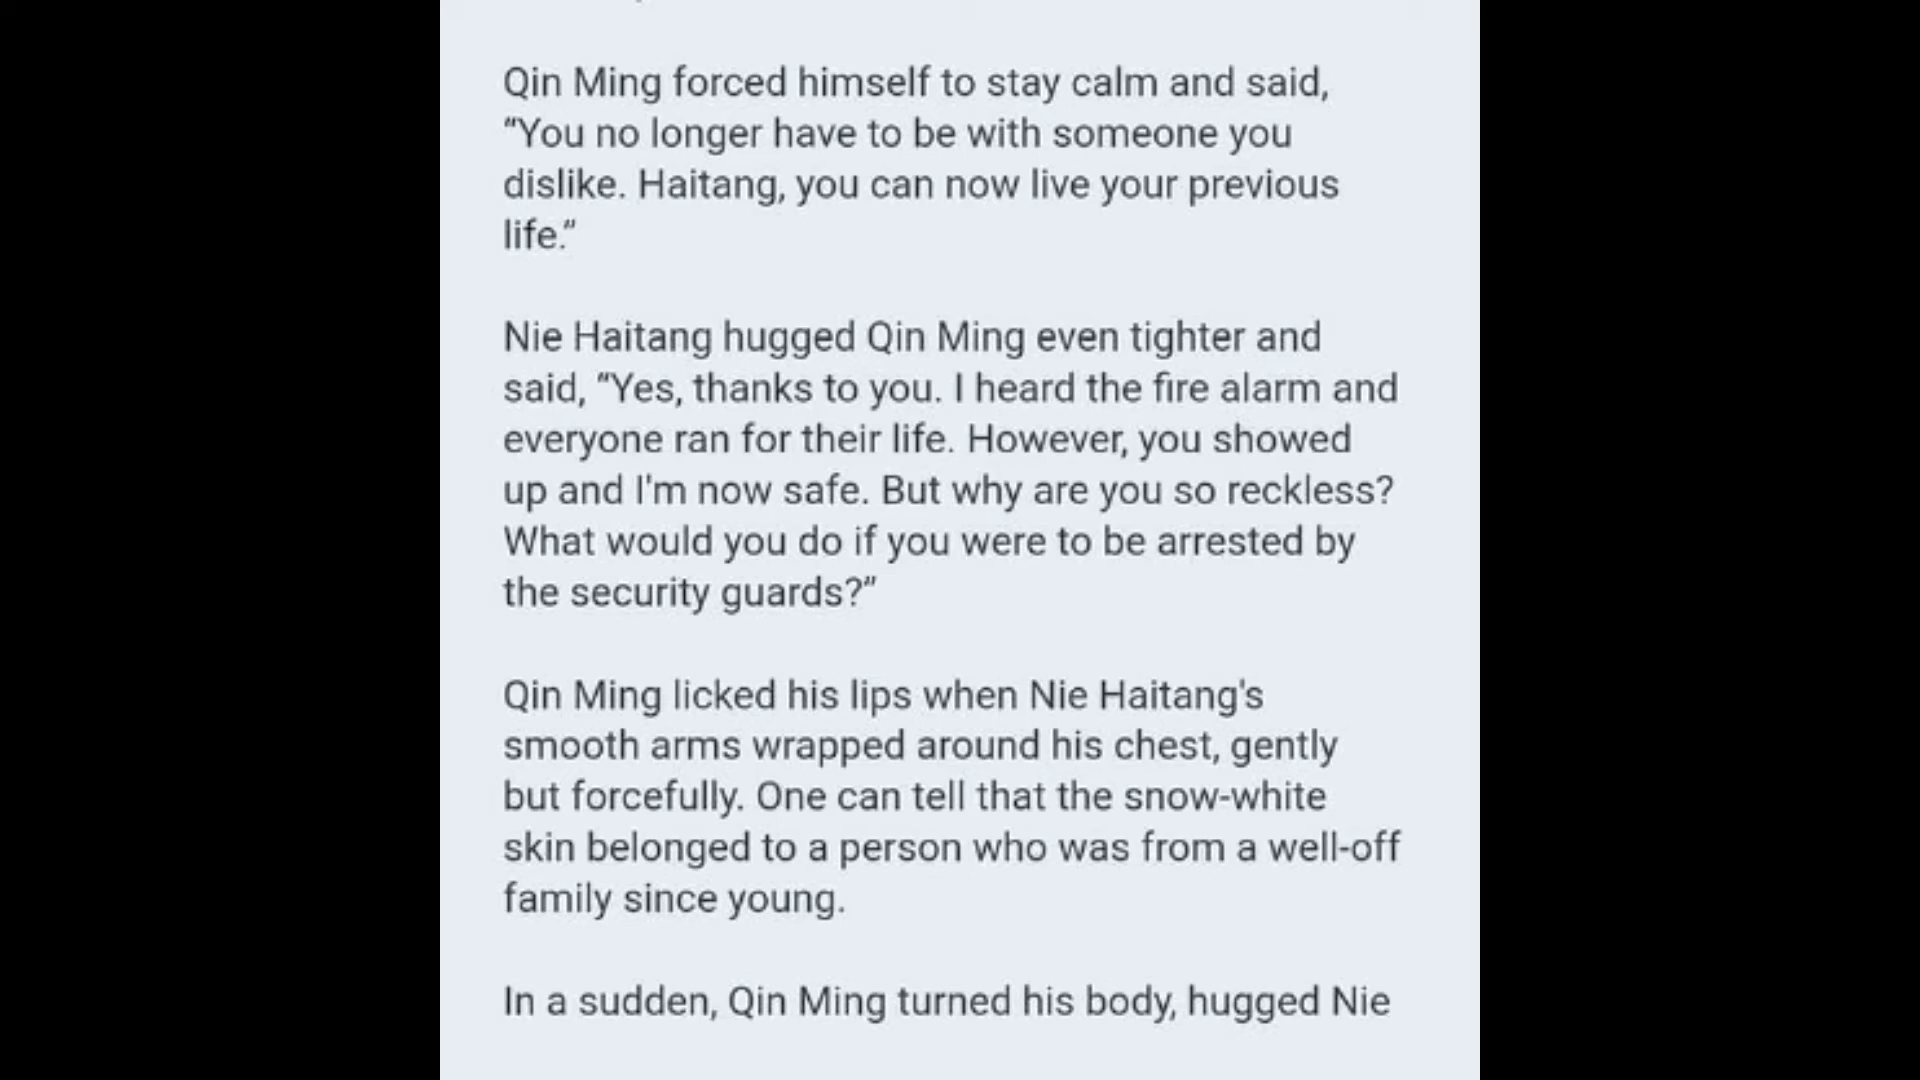 Qin Ming forced himself to stay calm and said,
“You no longer have to be with someone you
dislike. Haitang, you can now live your previous
life.”
Nie Haitang hugged Qin Ming even tighter and
said, “Yes, thanks to you. I heard the fire alarm and
everyone ran for their life. However, you showed
up and I'm now safe. But why are you so reckless?
What would you do if you were to be arrested by
the security guards?”
Qin Ming licked his lips when Nie Haitang's
smooth arms wrapped around his chest, gently
but forcefully. One can tell that the snow-white
skin belonged to a person who was from a well-off
family since young.
In a sudden, Qin Ming turned his body, hugged Nie